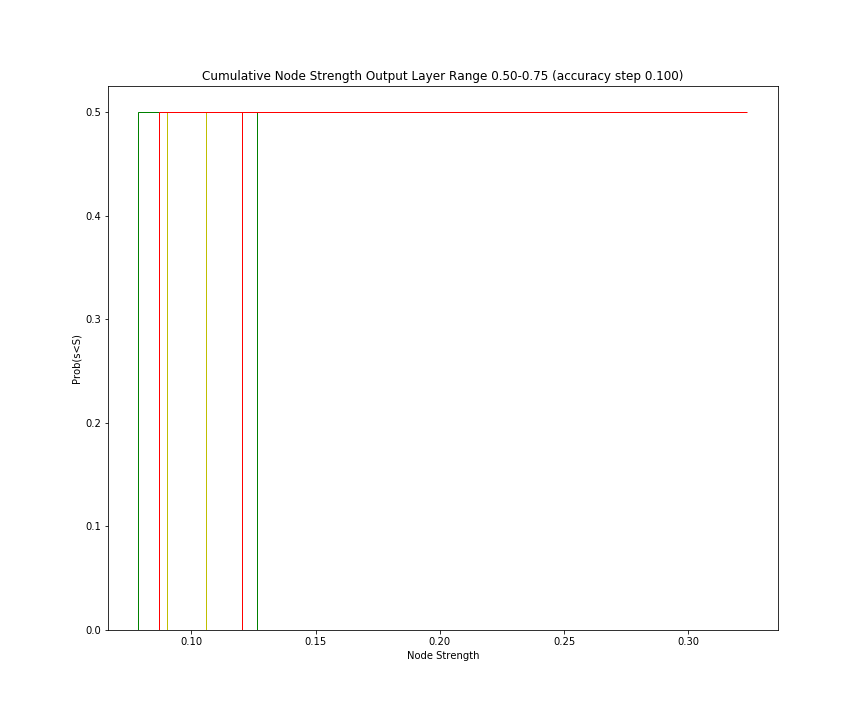 Cumulative Node Strength Output Layer Range 0.50-0.75 (accuracy step 0.100)
0.5
0.4
0.3
0.2
0.1
0.0
Prob(s<S)
0.10 0.15 0.20 0.25 0.30
Node Strength